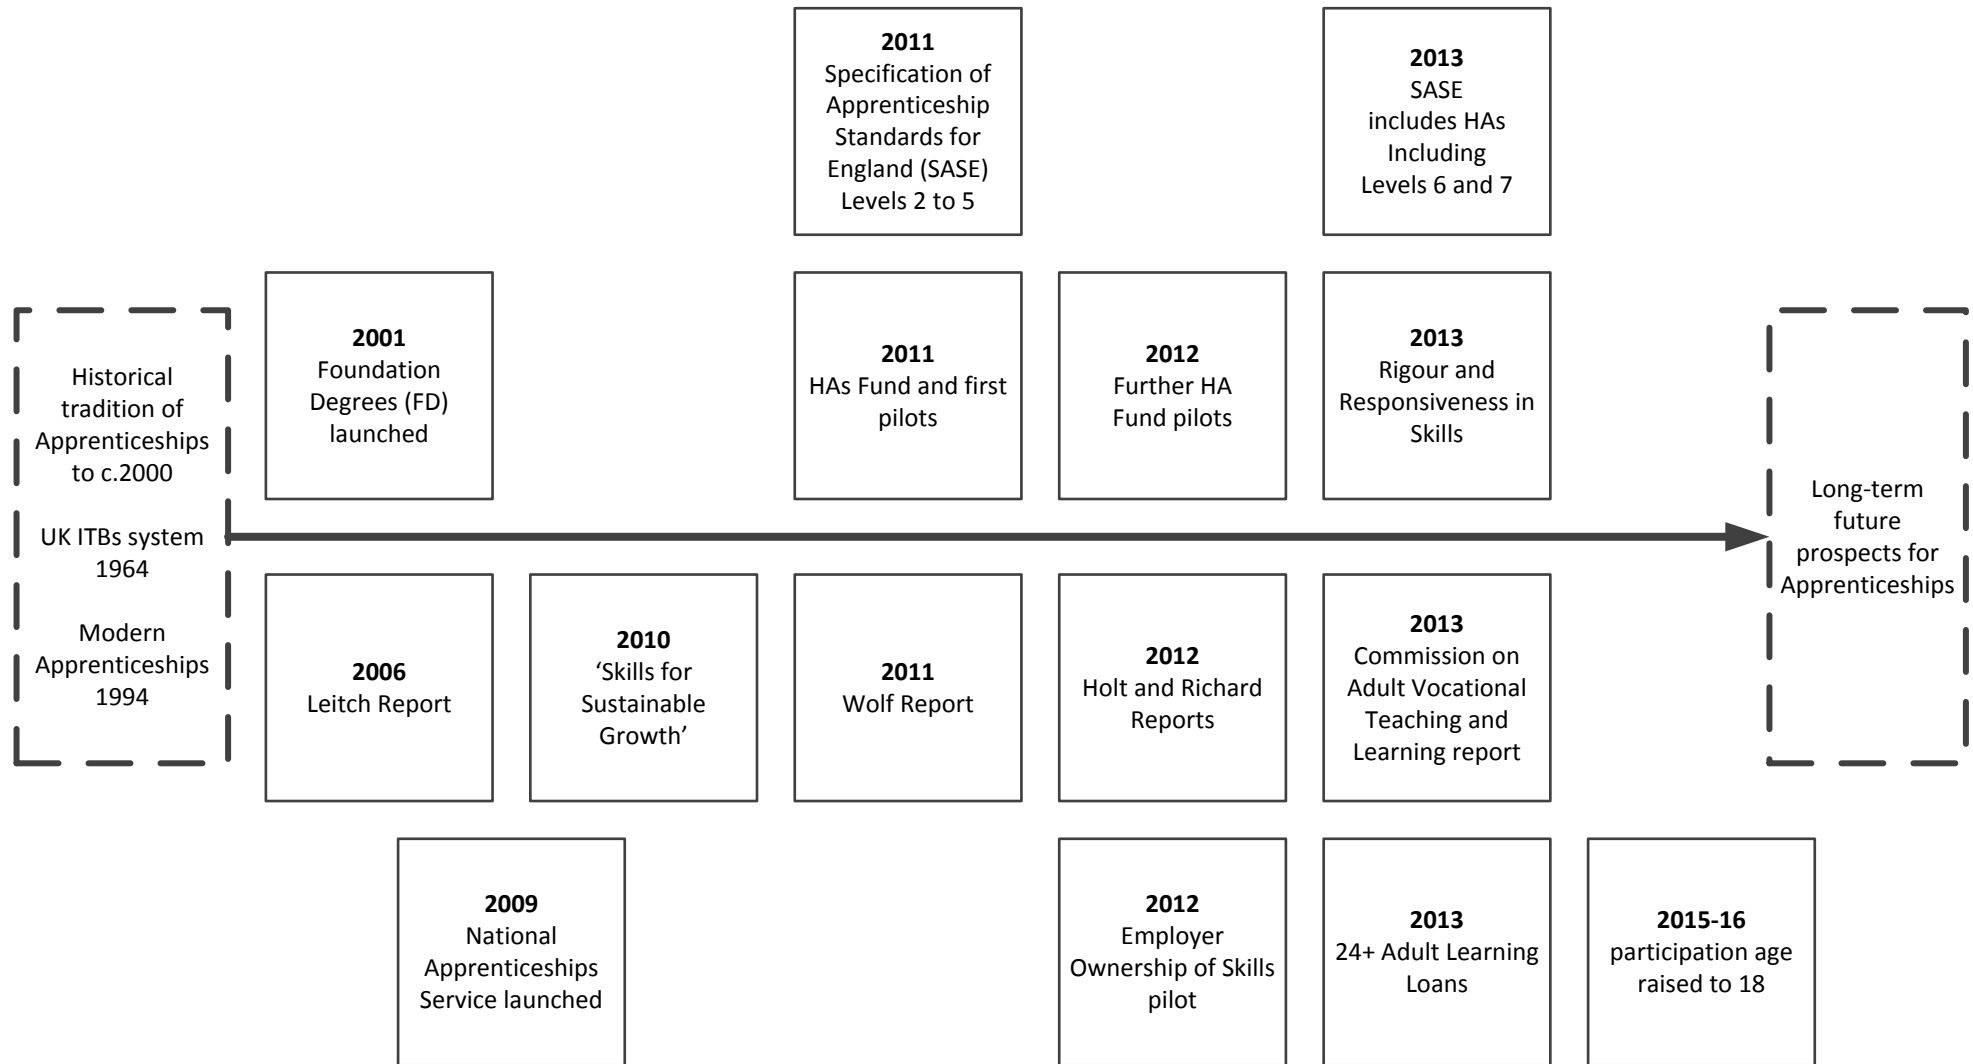 2011
Specification of
Apprenticeship
Standards for
England (SASE)
Levels 2 to 5
2013
SASE
includes HAs
Including
Levels 6 and 7
Historical
tradition of
Apprenticeships
to c.2000
UK ITBs system
1964
Modern
Apprenticeships
1994
2001
Foundation
Degrees (FD)
launched
2011
HAs Fund and first
pilots
2012
Further HA
Fund pilots
2013
Rigour and
Responsiveness in
Skills
Long-term
future
prospects for
Apprenticeships
2006
Leitch Report
2010
‘Skills for
Sustainable
Growth’
2011
Wolf Report
2012
Holt and Richard
Reports
2013
Commission on
Adult Vocational
Teaching and
Learning report
2009
National
Apprenticeships
Service launched
2012
Employer
Ownership of Skills
pilot
2013
24+ Adult Learning
Loans
2015-16
participation age
raised to 18